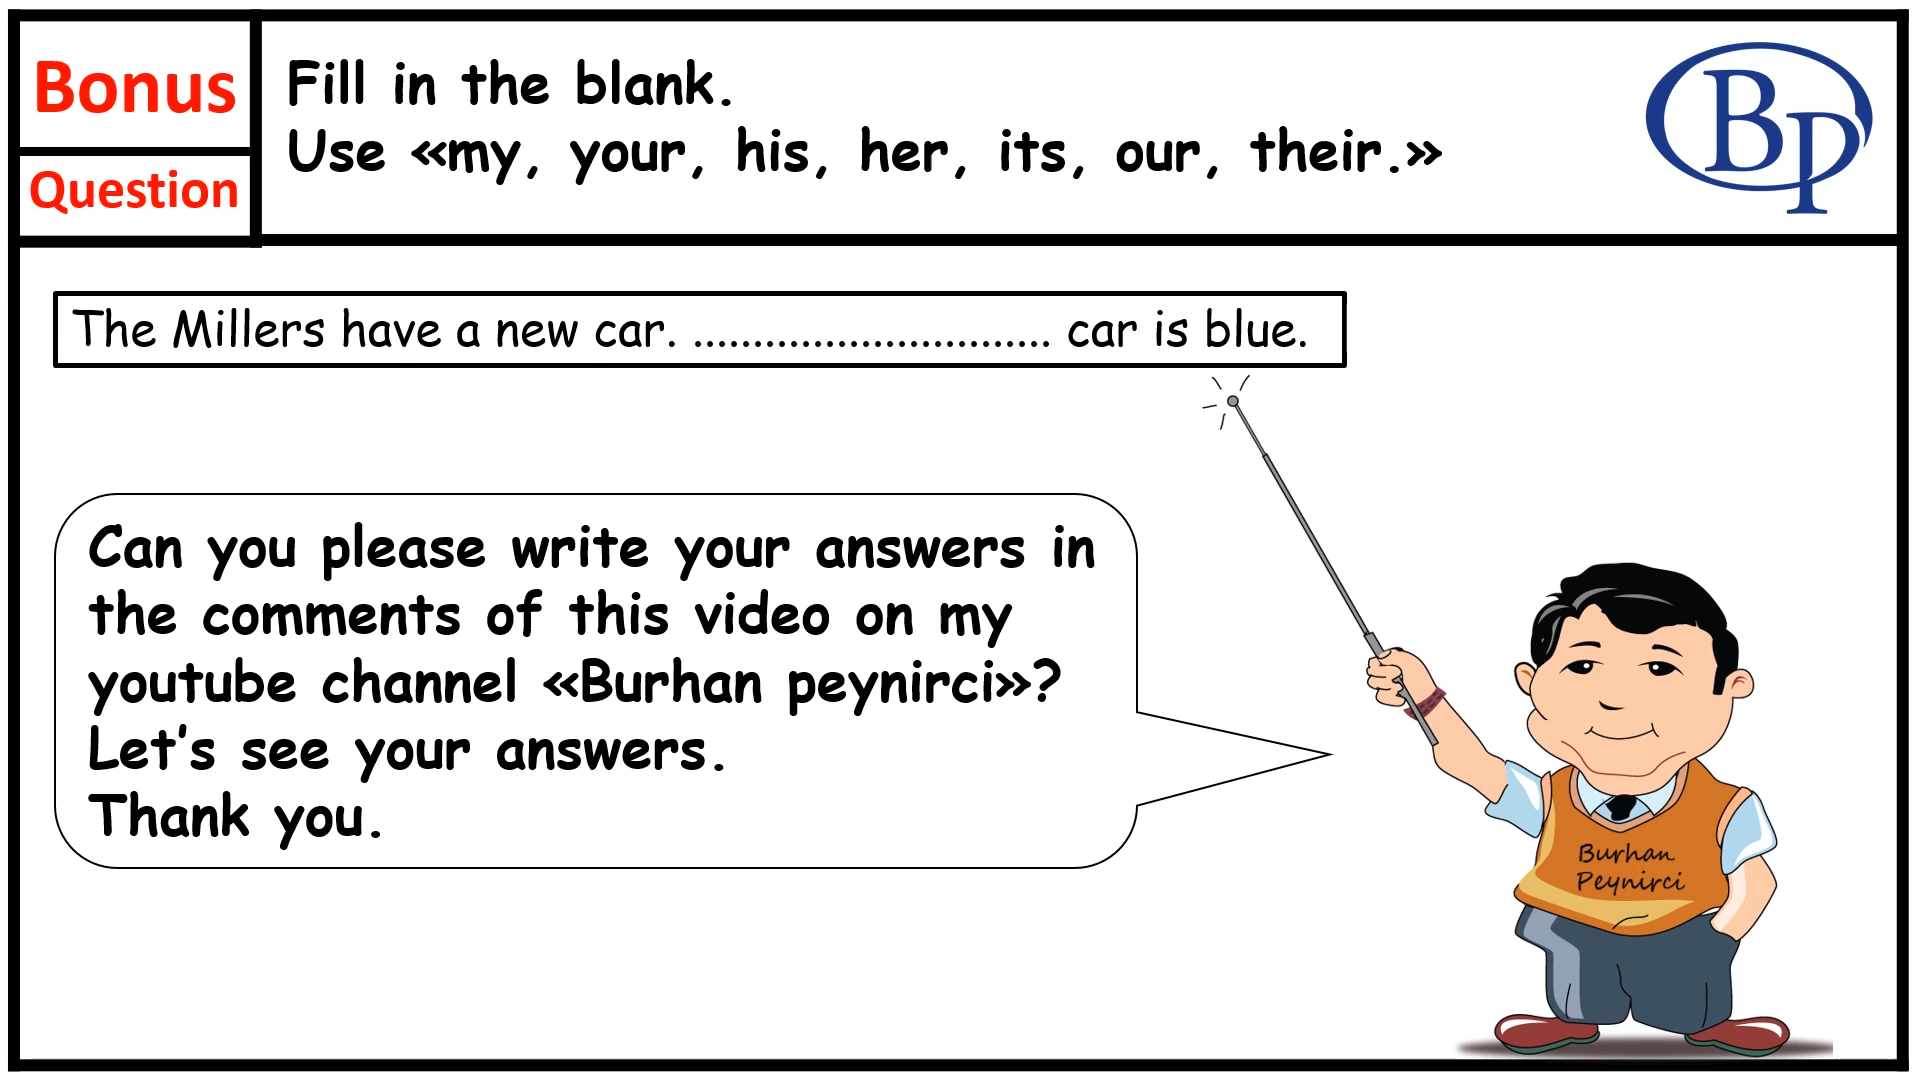 Bonus
Question
Fill in the blank.
Use «my, your, his, her, its, our, their.»
BP
The Millers have a new car. .............................. car is blue.
Can you please write your answers in
the comments of this video on my
youtube channel «Burhan peynirci»?
Let's see your answers.
Thank you.
Burhan
Peynirci